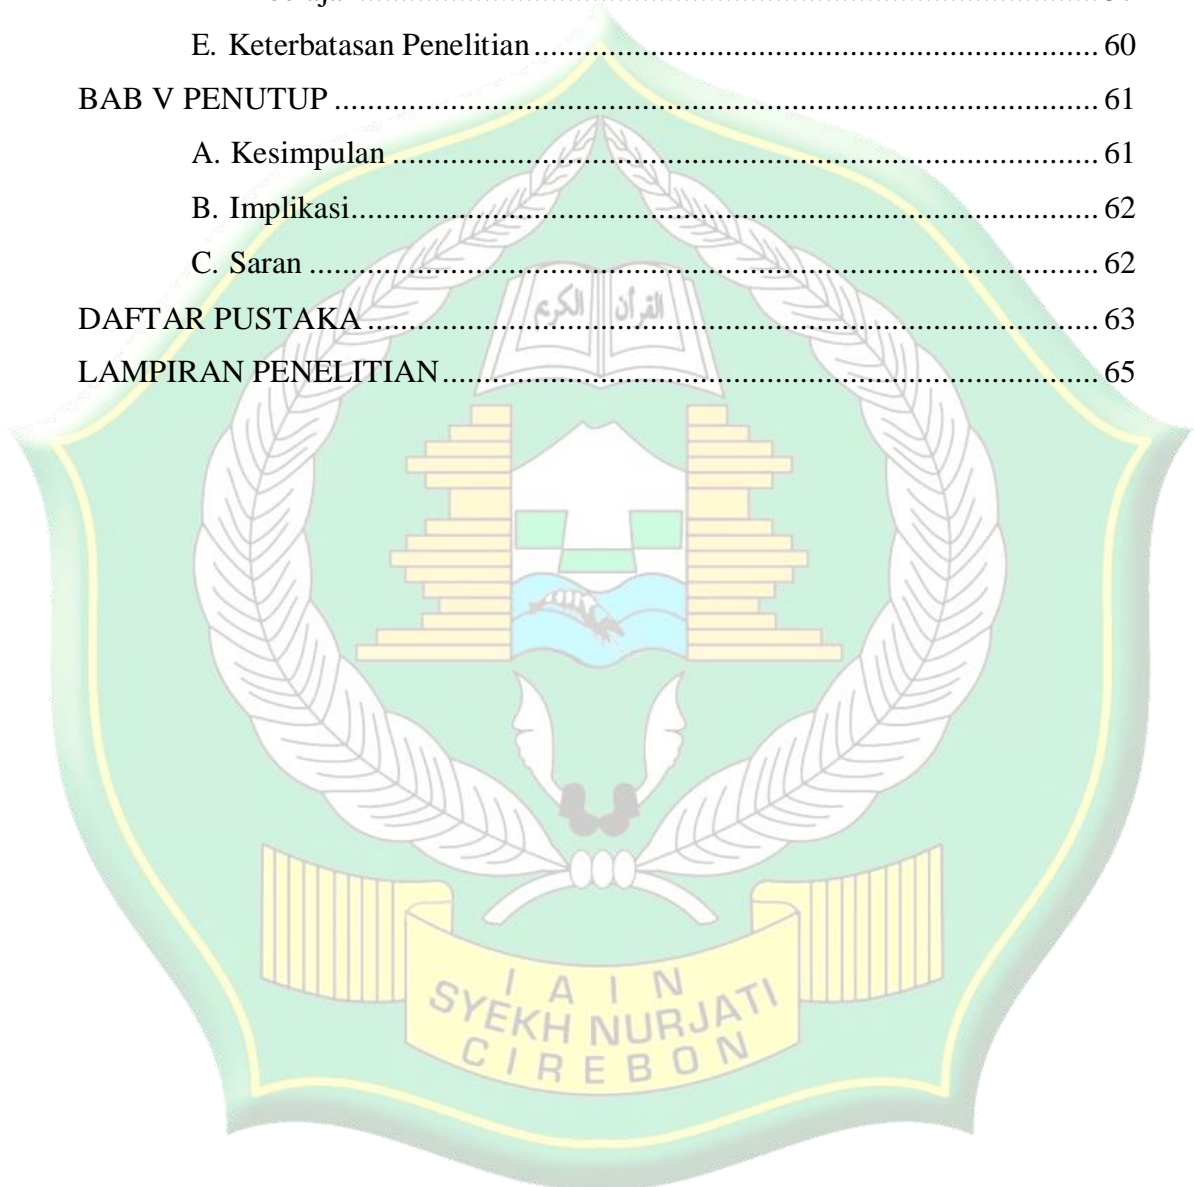 E. Keterbatasan Penelitian ........ 60
BAB V PENUTUP ........ 61
A. Kesimpulan ........ 61
B. Implikasi ........ 62
C. Saran ........ 62
القرآن الكريم
DAFTAR PUSTAKA ........ 63
LAMPIRAN PENELITIAN ........ 65
IAIN
SYEKH NURJATI
CIREBON